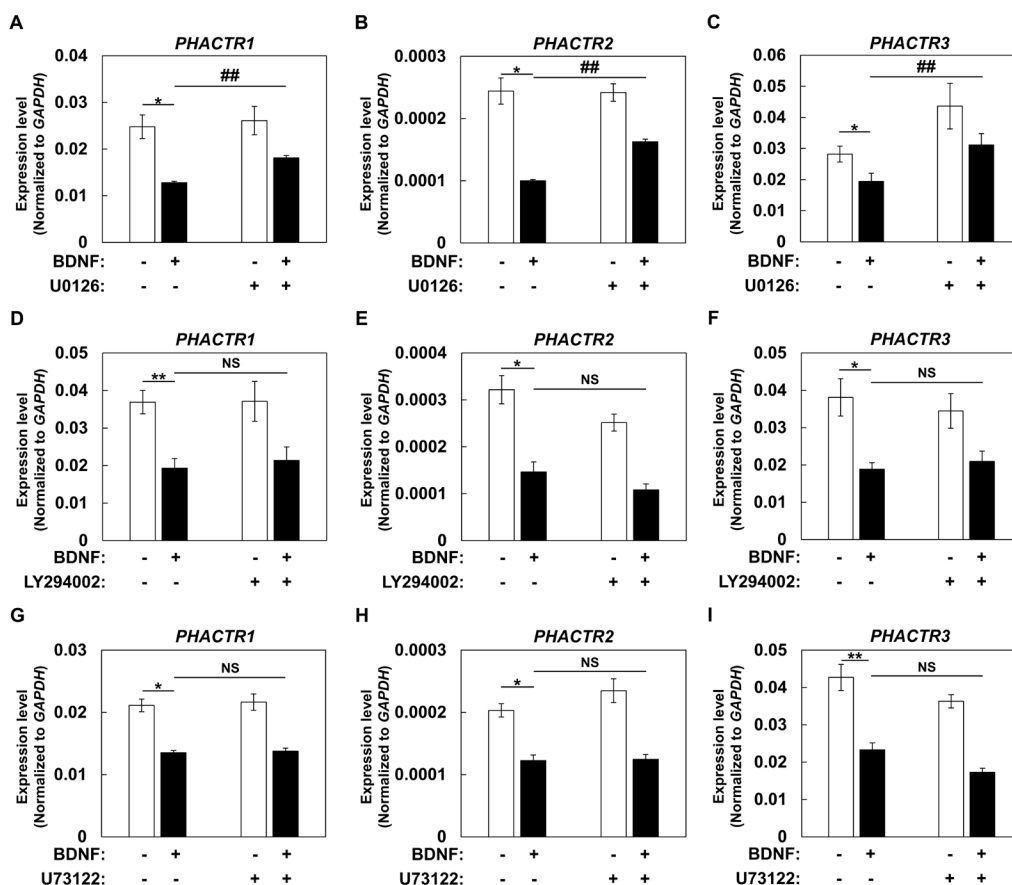 A
PHACTR1
Expression level
(Normalized to GAPDH)
0.04
0.03
0.02
0.01
0
*
##
BDNF: - + - +
U0126: - - + +
B
PHACTR2
Expression level
(Normalized to GAPDH)
0.0003
0.0002
0.0001
0
*
##
BDNF: - + - +
U0126: - - + +
C
PHACTR3
Expression level
(Normalized to GAPDH)
0.06
0.05
0.04
0.03
0.02
0.01
0
*
##
BDNF: - + - +
U0126: - - + +
D
PHACTR1
Expression level
(Normalized to GAPDH)
0.05
0.04
0.03
0.02
0.01
0
**
NS
BDNF: - + - +
LY294002: - - + +
E
PHACTR2
Expression level
(Normalized to GAPDH)
0.0004
0.0003
0.0002
0.0001
0
*
NS
BDNF: - + - +
LY294002: - - + +
F
PHACTR3
Expression level
(Normalized to GAPDH)
0.05
0.04
0.03
0.02
0.01
0
*
NS
BDNF: - + - +
LY294002: - - + +
G
PHACTR1
Expression level
(Normalized to GAPDH)
0.03
0.02
0.01
0
*
NS
BDNF: - + - +
U73122: - - + +
H
PHACTR2
Expression level
(Normalized to GAPDH)
0.0003
0.0002
0.0001
0
*
NS
BDNF: - + - +
U73122: - - + +
I
PHACTR3
Expression level
(Normalized to GAPDH)
0.05
0.04
0.03
0.02
0.01
0
**
NS
BDNF: - + - +
U73122: - - + +